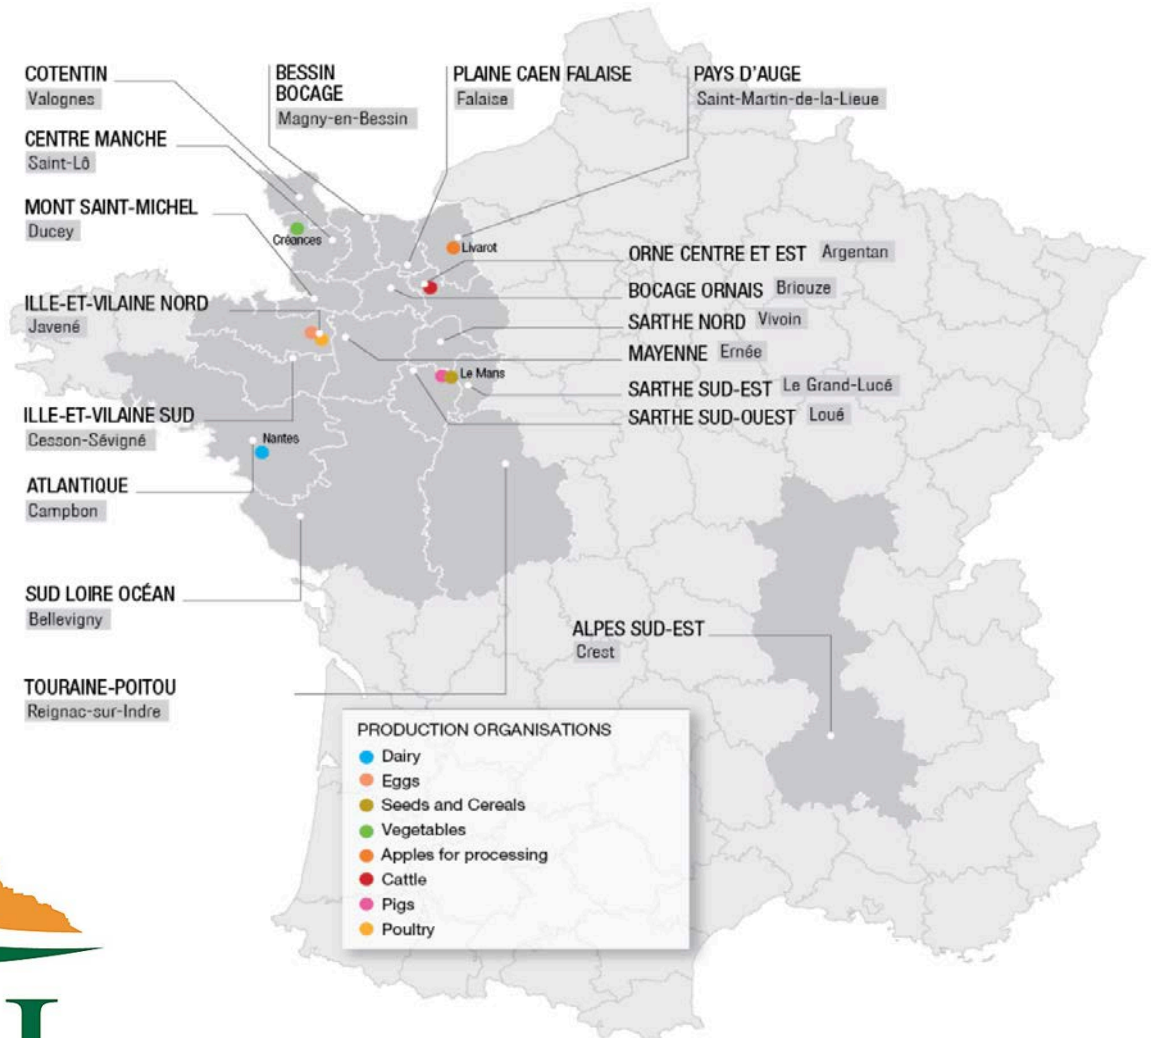 COTENTIN
Valognes
BESSIN
BOCAGE
Magny-en-Bessin
PLAINE CAEN FALAISE
Falaise
PAYS D'AUGE
Saint-Martin-de-la-Lieue
CENTRE MANCHE
Saint-Lô
MONT SAINT-MICHEL
Ducey
Créances
Livarot
ORNE CENTRE ET EST Argentan
BOCAGE ORNAIS Briouze
SARTHE NORD Vivoin
MAYENNE Ernée
SARTHE SUD-EST Le Grand-Lucé
SARTHE SUD-OUEST Loué
ILLE-ET-VILAINE NORD
Javené
Le Mans
ILLE-ET-VILAINE SUD
Cesson-Sévigné
Nantes
ATLANTIQUE
Campbon
SUD LOIRE OCÉAN
Bellevigny
ALPES SUD-EST
Crest
TOURAINE-POITOU
Reignac-sur-Indre
PRODUCTION ORGANISATIONS
Dairy
Eggs
Seeds and Cereals
Vegetables
Apples for processing
Cattle
Pigs
Poultry